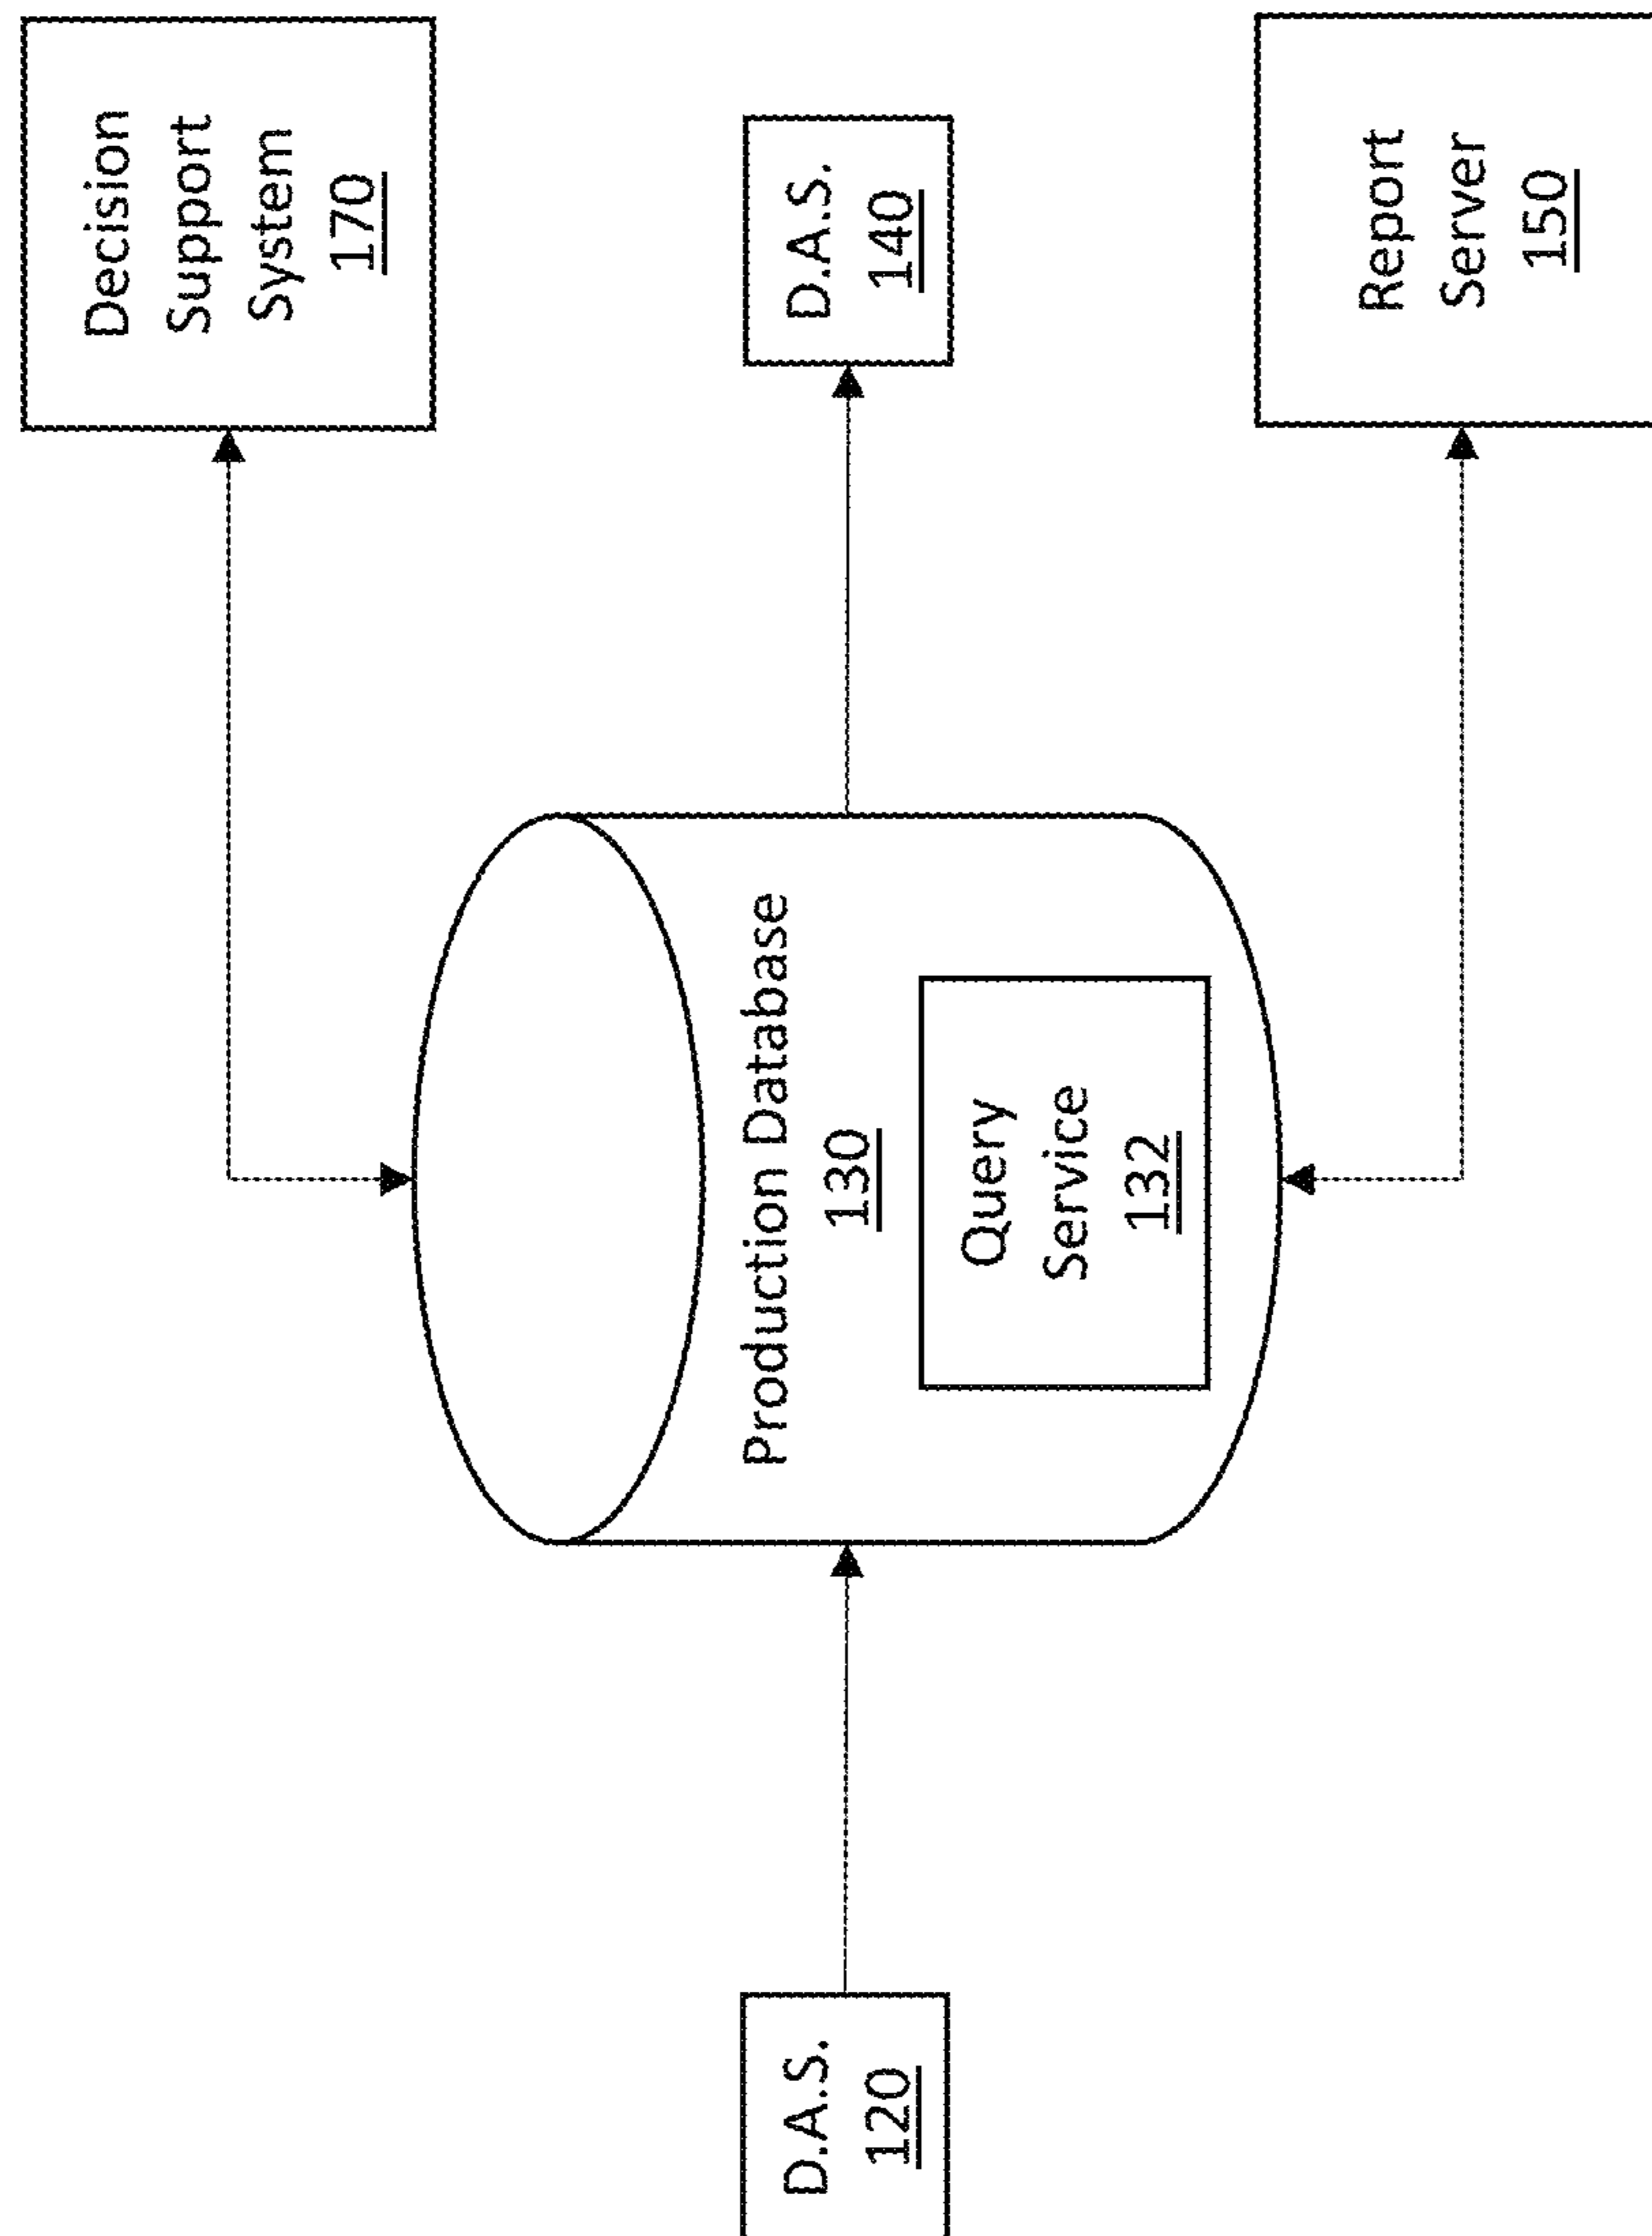 Decision
Support
System
170
D.A.S.
120
Production Database
130
Query
Service
132
D.A.S.
140
Report
Server
150